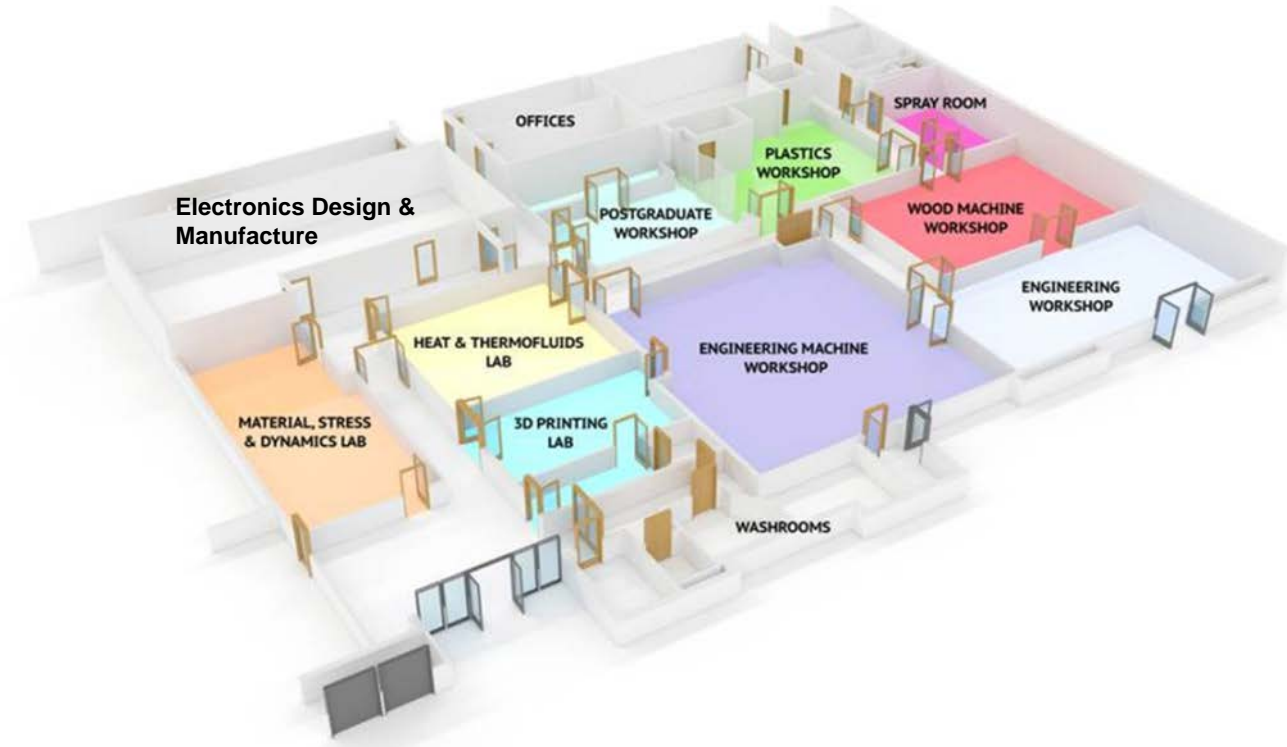 SPRAY ROOM
OFFICES
PLASTICS
WORKSHOP
Electronics Design &
Manufacture
POSTGRADUATE
WORKSHOP
WOOD MACHINE
WORKSHOP
ENGINEERING
WORKSHOP
HEAT & THERMOFLUIDS
LAB
ENGINEERING MACHINE
WORKSHOP
MATERIAL, STRESS
& DYNAMICS LAB
3D PRINTING
LAB
WASHROOMS